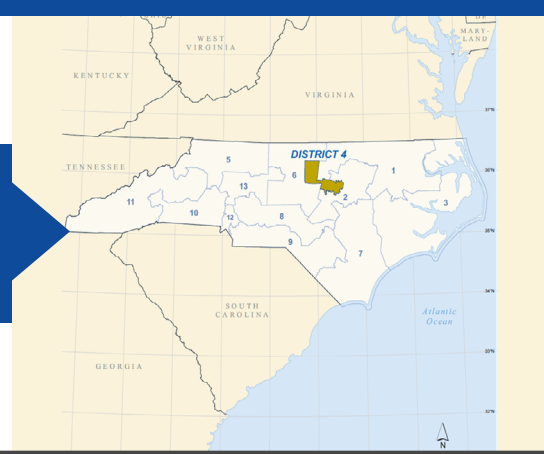 DE
MARY-
LAND
WEST
VIRGINIA
KENTUCKY
VIRGINIA
37°N
TENNESSEE
DISTRICT 4
5
6
1
36°N
13
2
3
11
10
12
8
9
35°N
7
34°N
SOUTH
CAROLINA
Atlantic
Ocean
33°N
GEORGIA
32°N
N